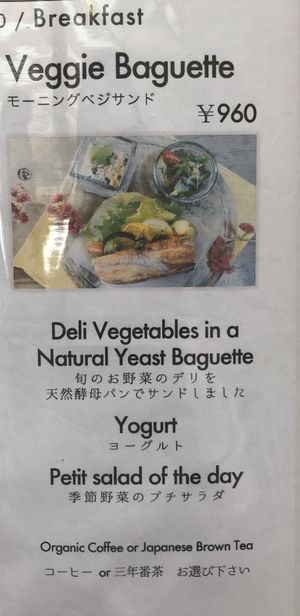 / Breakfast
Veggie Baguette
モーニングベジサンド
¥960
Deli Vegetables in a
Natural Yeast Baguette
旬のお野菜のデリを
天然酵母パンでサンドしました
Yogurt
ヨーグルト
Petit salad of the day
季節野菜のプチサラダ
Organic Coffee or Japanese Brown Tea
コーヒー or 三年番茶　お選び下さい